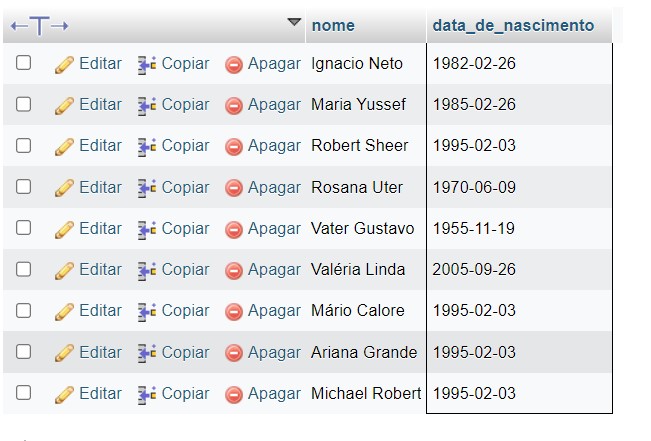 nome data_de_nascimento
Editar Copiar Apagar Ignacio Neto 1982-02-26
Editar Copiar Apagar Maria Yussef 1985-02-26
Editar Copiar Apagar Robert Sheer 1995-02-03
Editar Copiar Apagar Rosana Uter 1970-06-09
Editar Copiar Apagar Vater Gustavo 1955-11-19
Editar Copiar Apagar Valéria Linda 2005-09-26
Editar Copiar Apagar Mário Calore 1995-02-03
Editar Copiar Apagar Ariana Grande 1995-02-03
Editar Copiar Apagar Michael Robert 1995-02-03